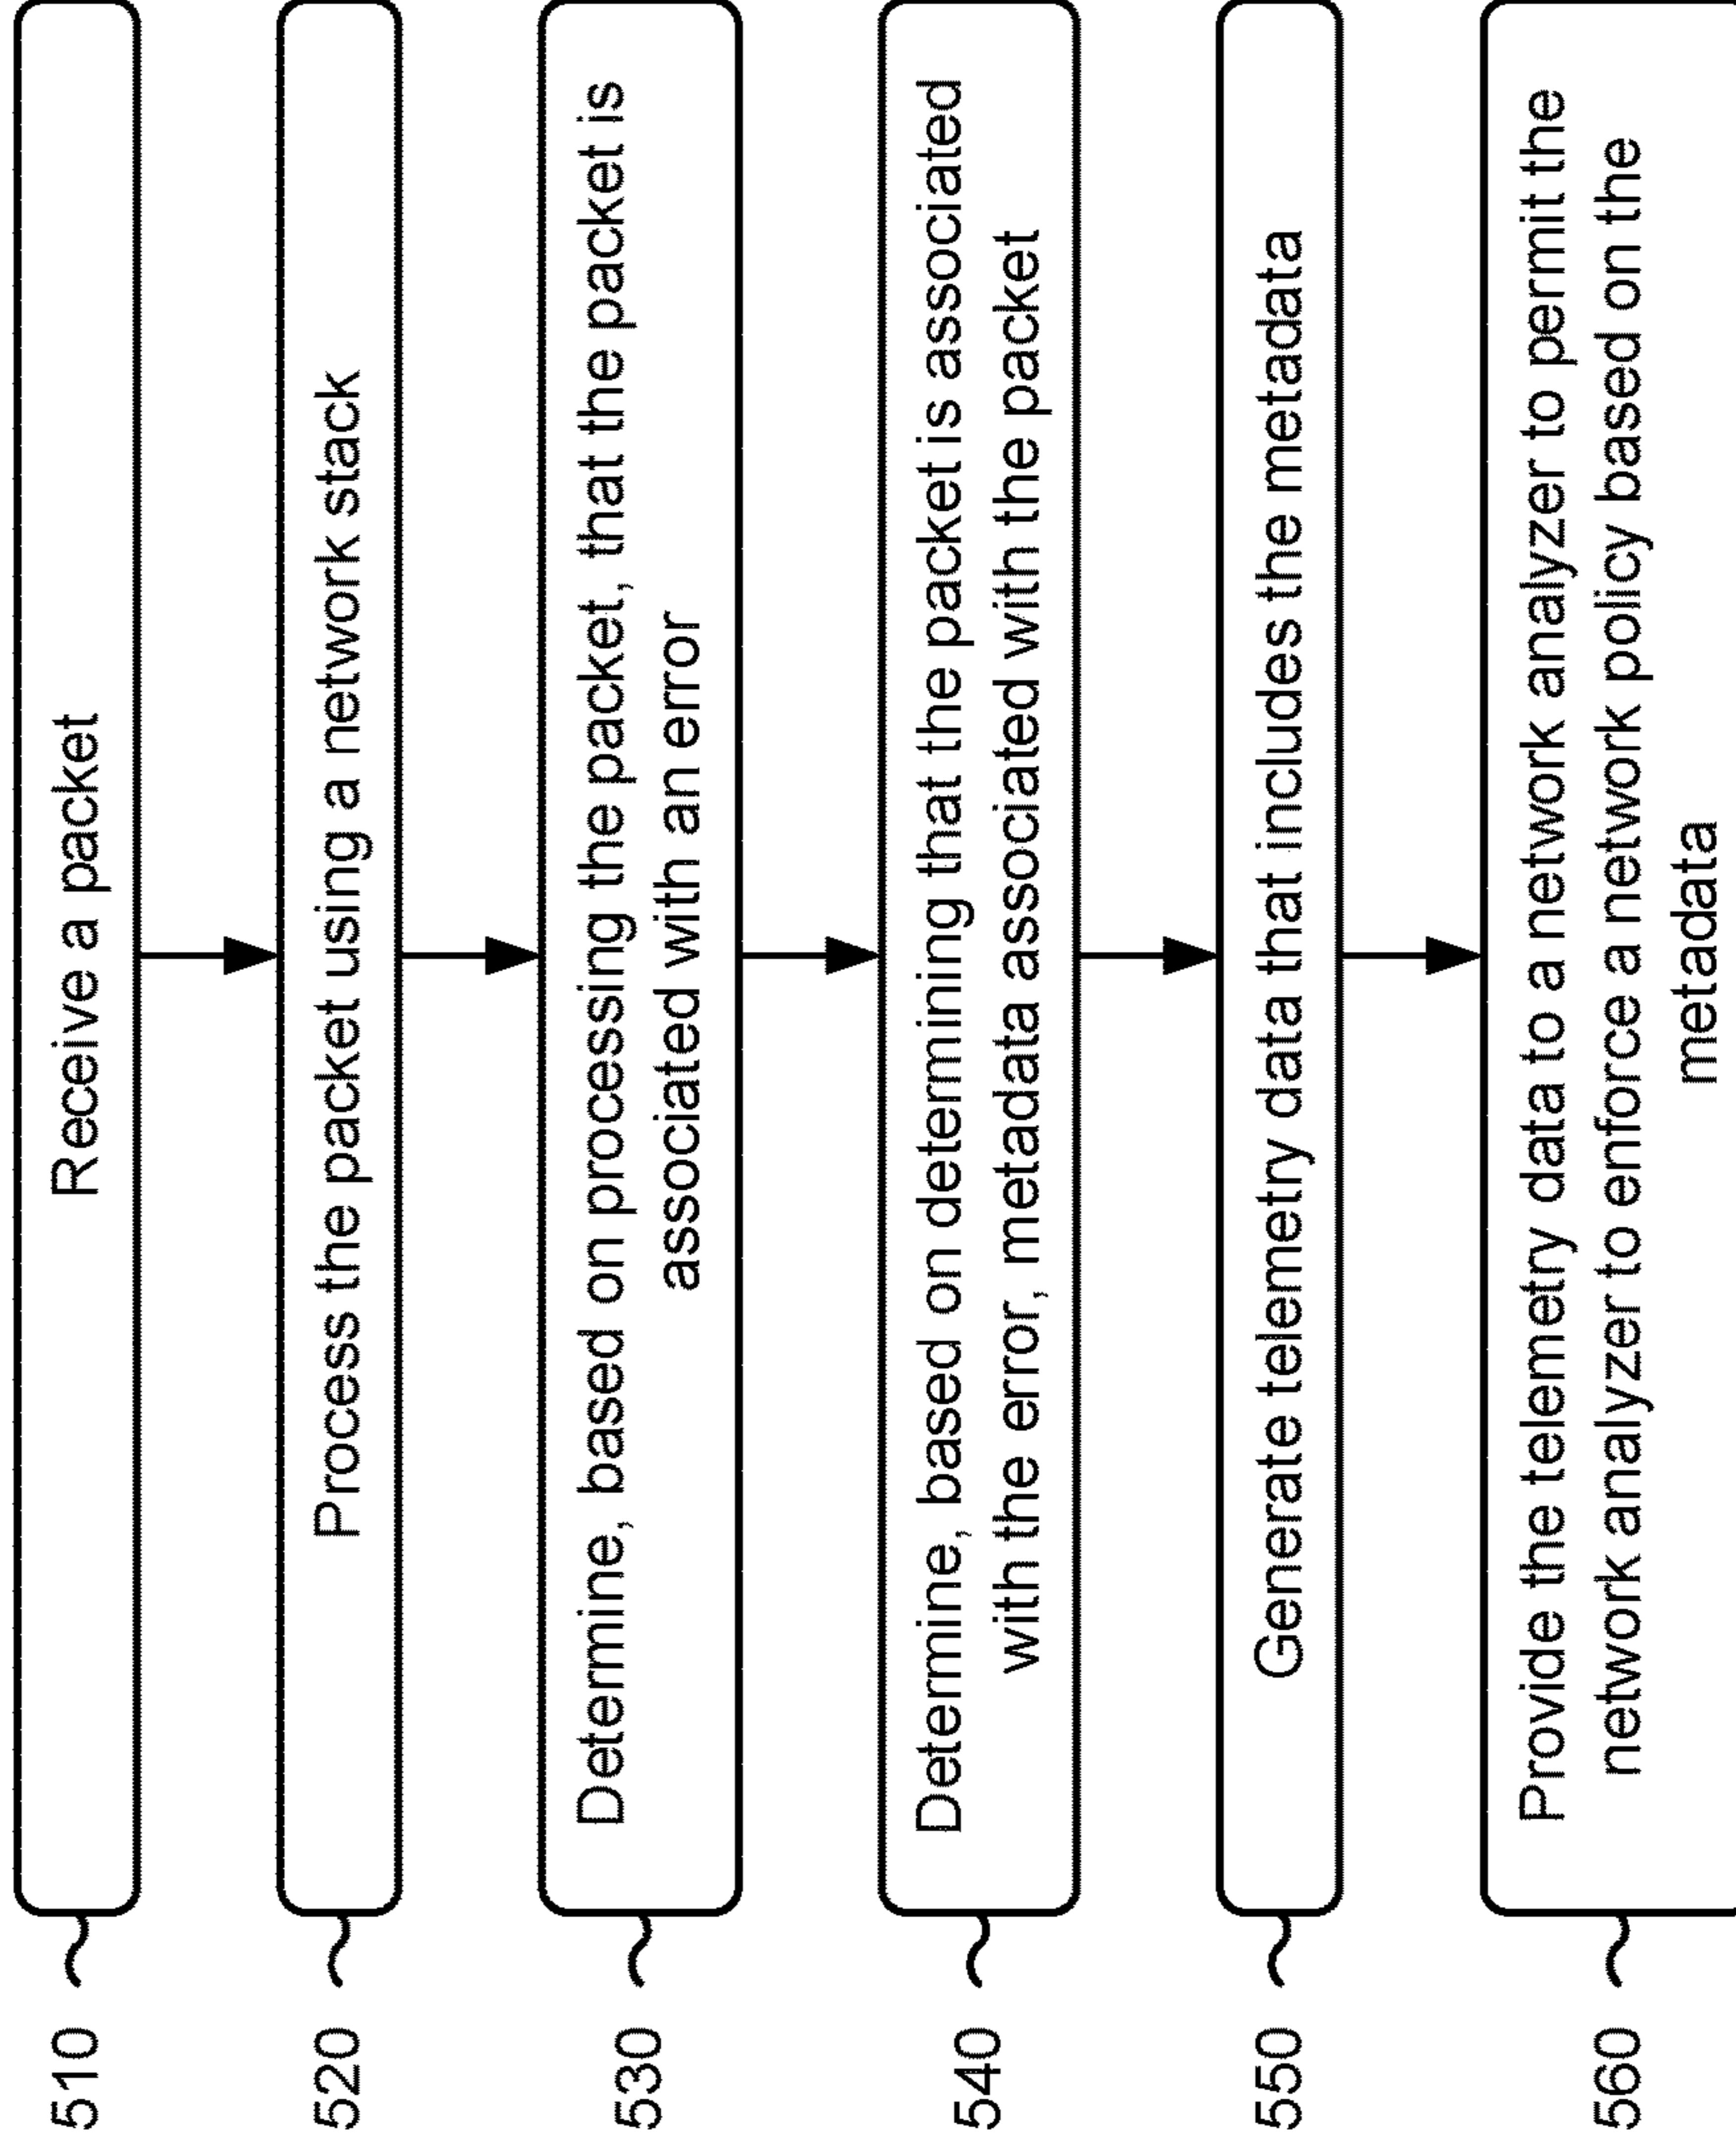 510
Receive a packet
520
Process the packet using a network stack
530
Determine, based on processing the packet, that the packet is
associated with an error
540
Determine, based on determining that the packet is associated
with the error, metadata associated with the packet
550
Generate telemetry data that includes the metadata
560
Provide the telemetry data to a network analyzer to permit the
network analyzer to enforce a network policy based on the
metadata